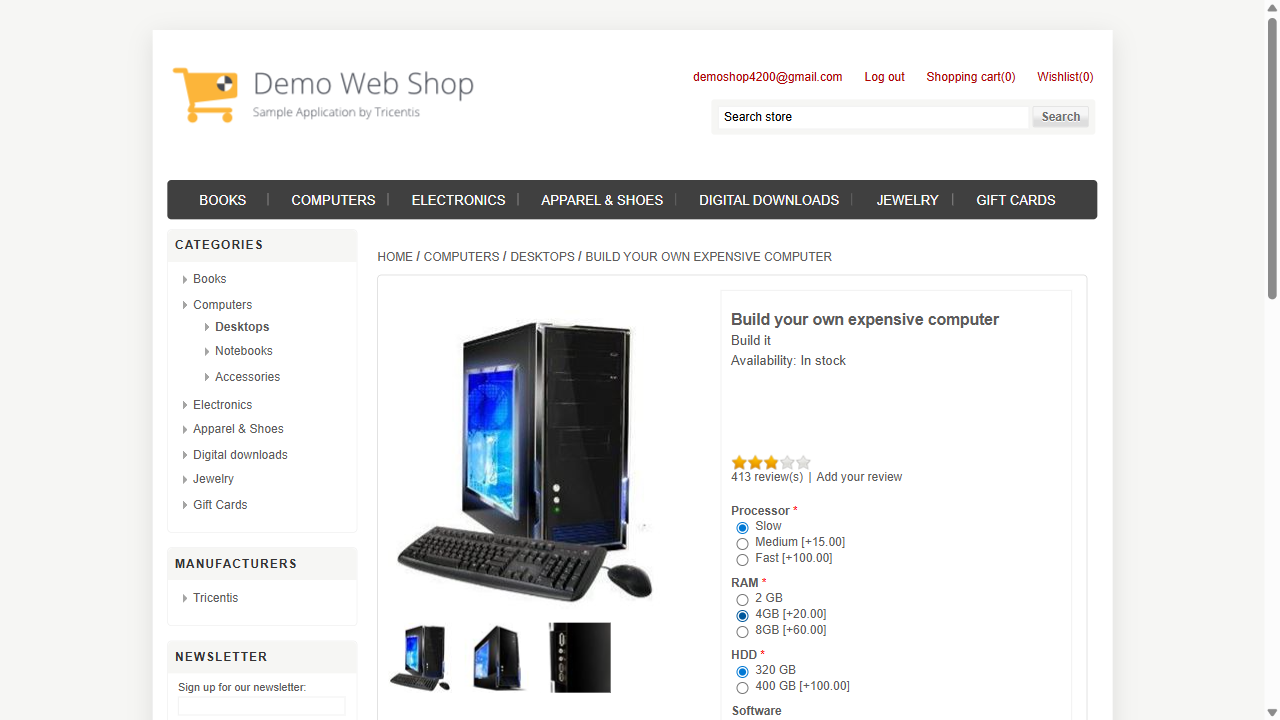 Demo Web Shop
Sample Application by Tricentis
demoshop4200@gmail.com Log out Shopping cart(0) Wishlist(0)
Search store Search
BOOKS | COMPUTERS | ELECTRONICS | APPAREL & SHOES | DIGITAL DOWNLOADS | JEWELRY | GIFT CARDS
CATEGORIES
Books
Computers
Desktops
Notebooks
Accessories
Electronics
Apparel & Shoes
Digital downloads
Jewelry
Gift Cards
MANUFACTURERS
Tricentis
NEWSLETTER
Sign up for our newsletter:
HOME / COMPUTERS / DESKTOPS / BUILD YOUR OWN EXPENSIVE COMPUTER
Build your own expensive computer
Build it
Availability: In stock
413 review(s) | Add your review
Processor *
Slow
Medium [+15.00]
Fast [+100.00]
RAM *
2 GB
4GB [+20.00]
8GB [+60.00]
HDD *
320 GB
400 GB [+100.00]
Software